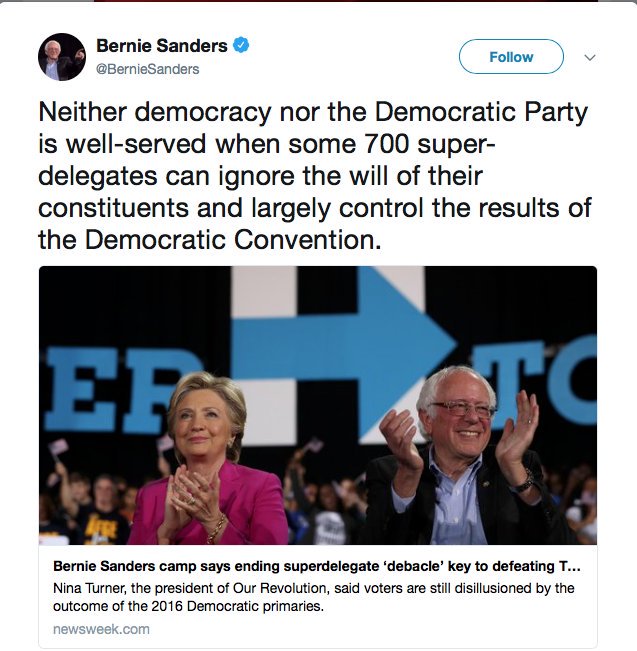 Bernie Sanders
@BernieSanders
Follow
Neither democracy nor the Democratic Party
is well-served when some 700 super-
delegates can ignore the will of their
constituents and largely control the results of
the Democratic Convention.
ER
TO
Bernie Sanders camp says ending superdelegate ‘debacle’ key to defeating T...
Nina Turner, the president of Our Revolution, said voters are still disillusioned by the
outcome of the 2016 Democratic primaries.
newsweek.com